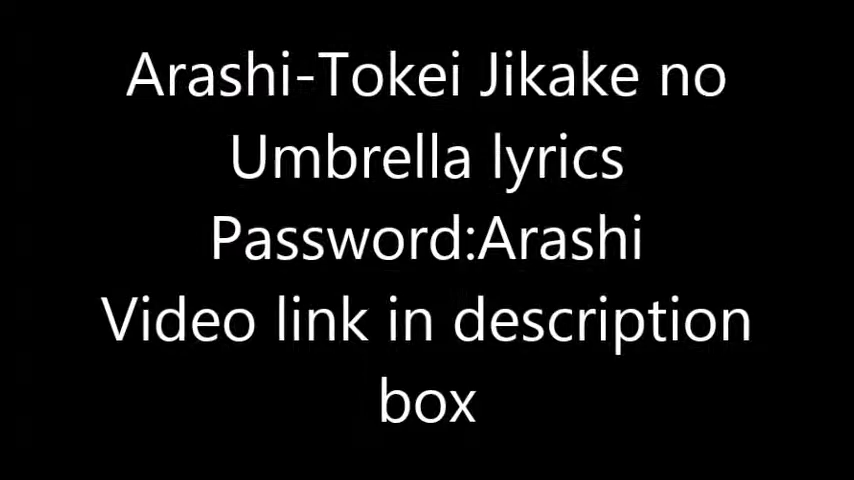 Arashi-Tokei Jikake no
Umbrella lyrics
Password:Arashi
Video link in description
box